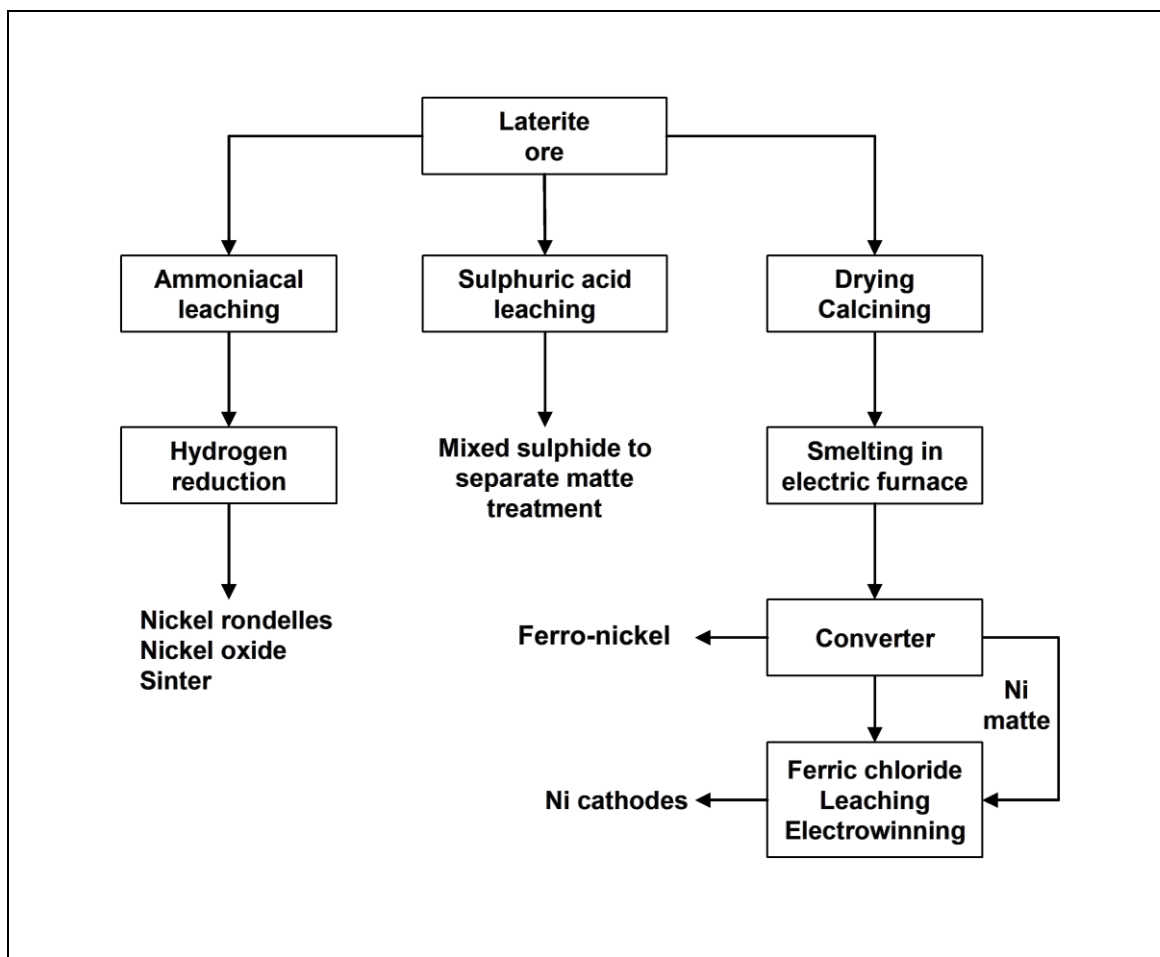 Laterite
ore
Ammoniacal
leaching
Sulphuric acid
leaching
Drying
Calcining
Hydrogen
reduction
Mixed sulphide to
separate matte
treatment
Smelting in
electric furnace
Nickel rondelles
Nickel oxide
Sinter
Ferro-nickel
Converter
Ni
matte
Ni cathodes
Ferric chloride
Leaching
Electrowinning